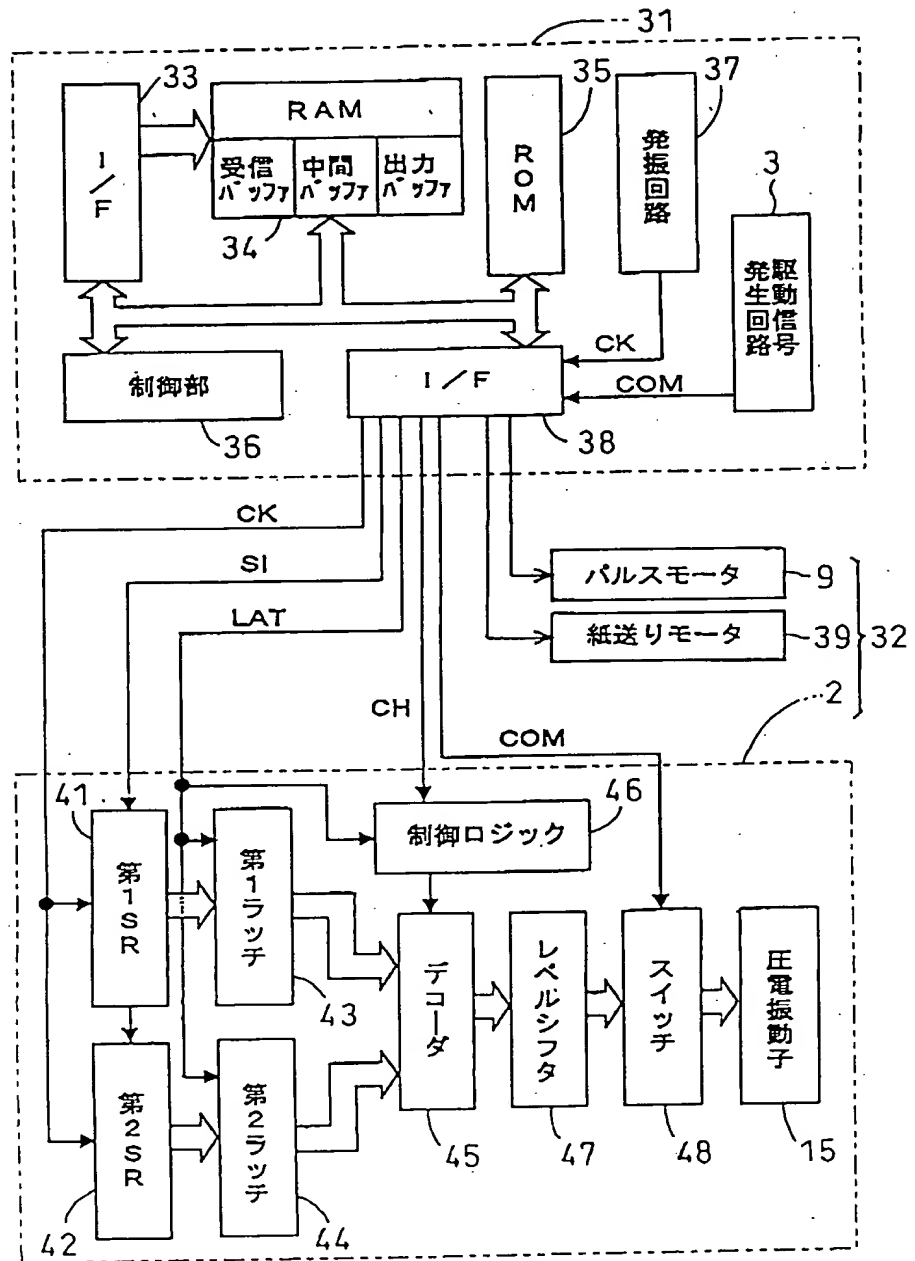 31
33
RAM
35
37
I/F
受信
バッファ
中間
バッファ
出力
バッファ
ROM
発振回路
3
34
駆動信号
発生回路
CK
制御部
I/F
COM
36
38
CK
SI
パルスモータ
9
LAT
紙送りモータ
39
32
2
CH
COM
41
46
制御ロジック
第1SR
第1ラッチ
43
デコーダ
レベルシフタ
スイッチ
圧電振動子
第2SR
第2ラッチ
45
47
48
15
42
44